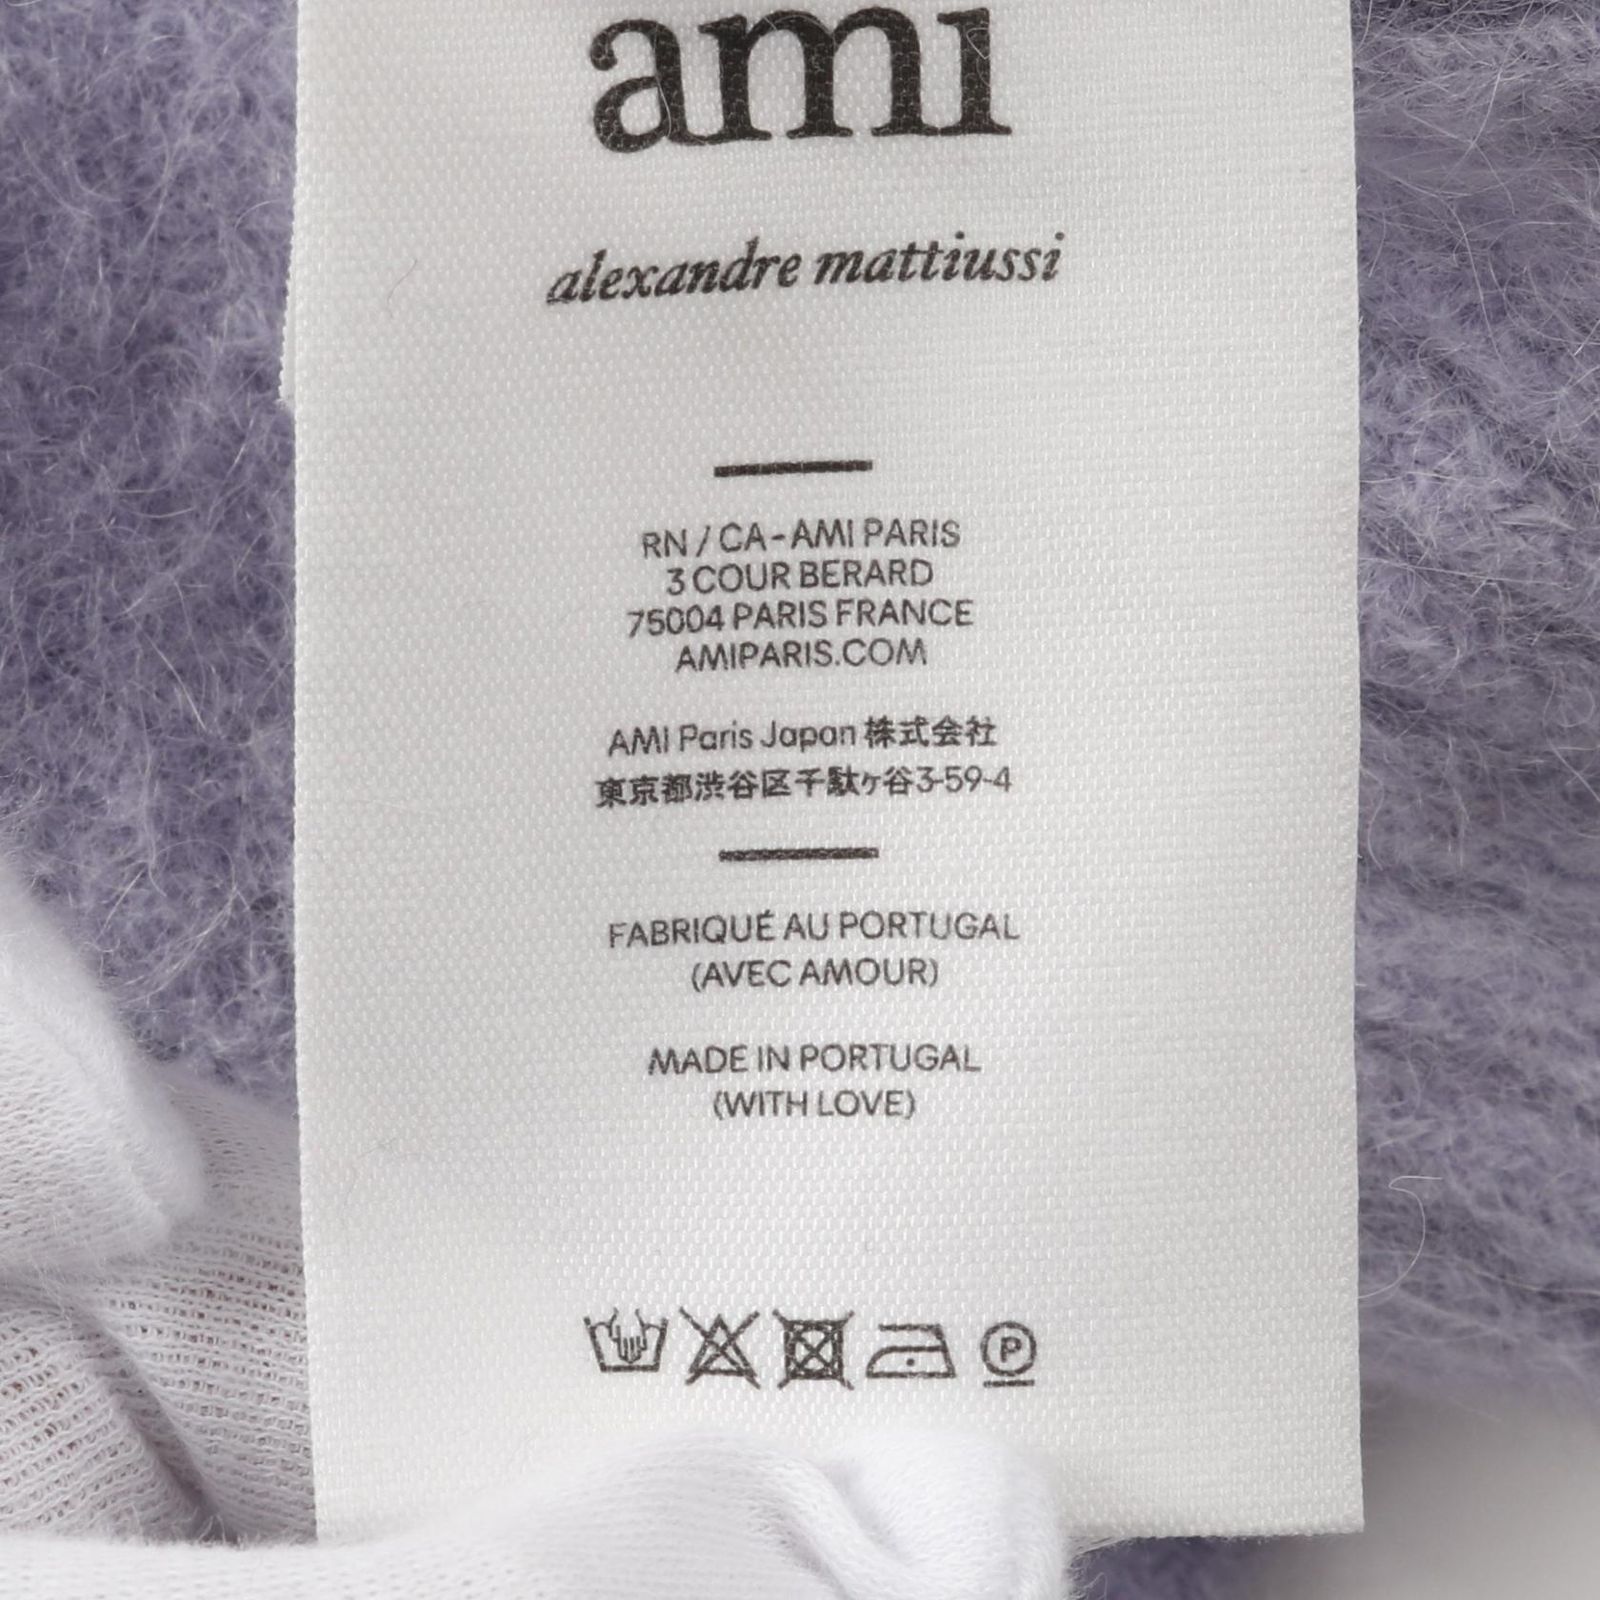 ami
alexandre mattiussi
RN / CA - AMI PARIS
3 COUR BERARD
75004 PARIS FRANCE
AMIPARIS.COM
AMI Paris Japan 株式会社
東京都渋谷区千駄ヶ谷3-59-4
FABRIQUÉ AU PORTUGAL
(AVEC AMOUR)
MADE IN PORTUGAL
(WITH LOVE)
P